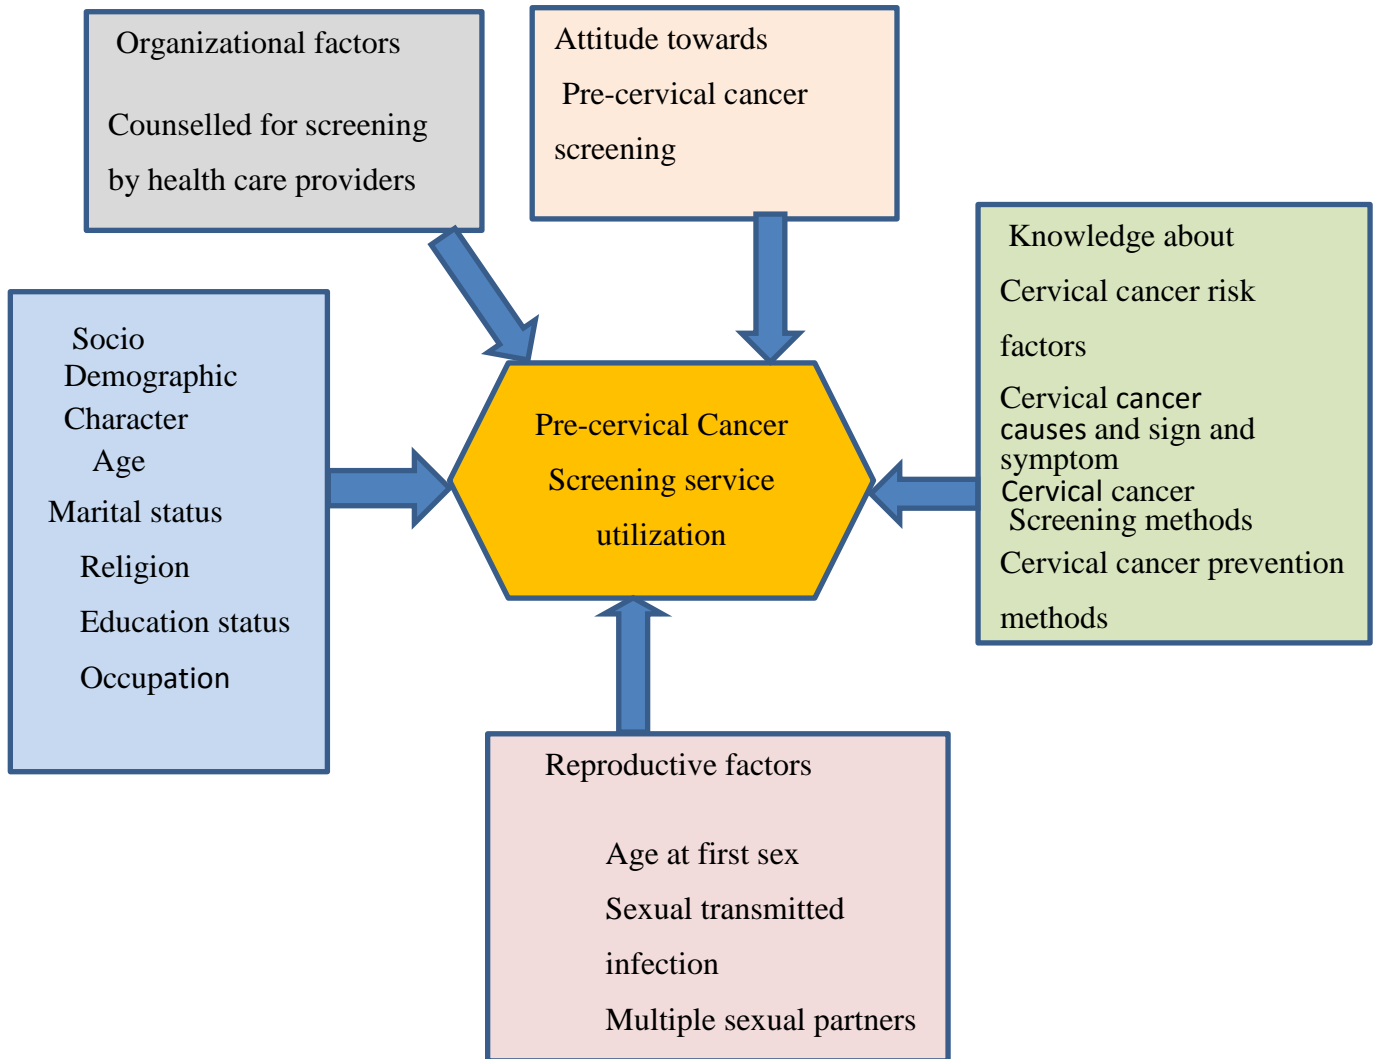 Organizational factors
Counselled for screening
by health care providers
Attitude towards
Pre-cervical cancer
screening
Socio
Demographic
Character
Age
Marital status
Religion
Education status
Occupation
Pre-cervical Cancer
Screening service
utilization
Knowledge about
Cervical cancer risk
factors
Cervical cancer
causes and sign and
symptom
Cervical cancer
Screening methods
Cervical cancer prevention
methods
Reproductive factors
Age at first sex
Sexual transmitted
infection
Multiple sexual partners